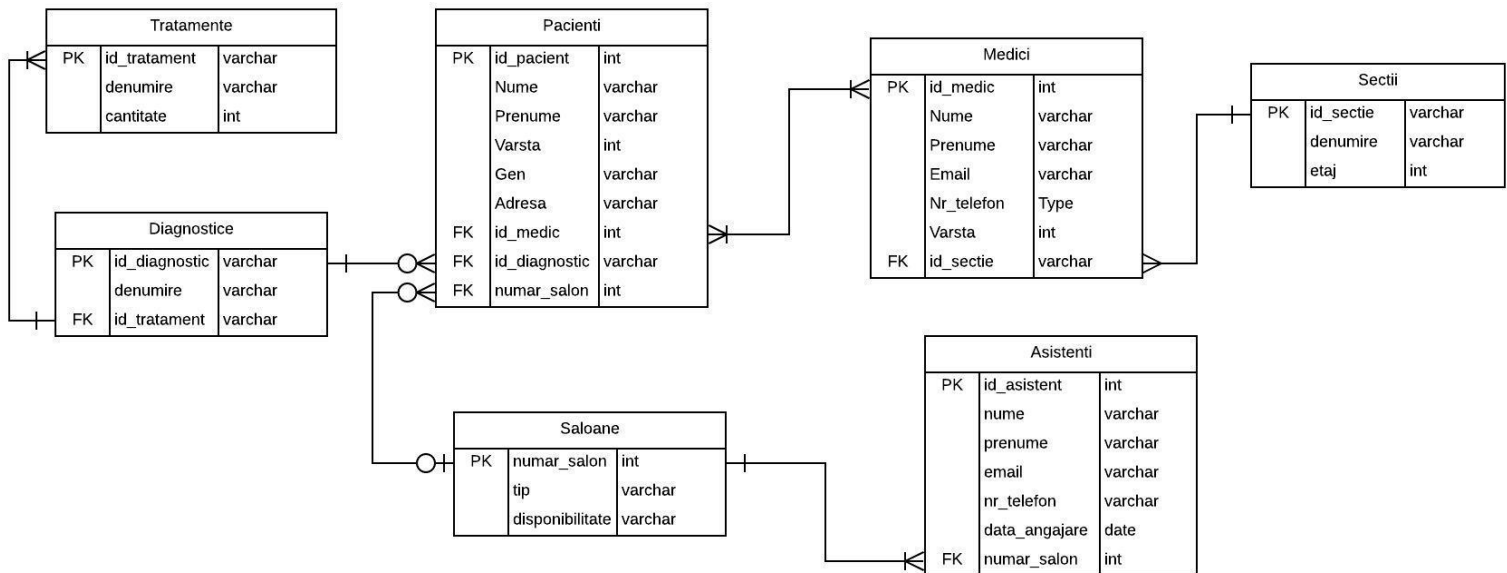 Tratamente
PK id_tratament varchar
denumire varchar
cantitate int
Diagnostice
PK id_diagnostic varchar
denumire varchar
FK id_tratament varchar
Pacienti
PK id_pacient int
Nume varchar
Prenume varchar
Varsta int
Gen varchar
Adresa varchar
FK id_medic int
FK id_diagnostic varchar
FK numar_salon int
Medici
PK id_medic int
Nume varchar
Prenume varchar
Email varchar
Nr_telefon Type
Varsta int
FK id_sectie varchar
Sectii
PK id_sectie varchar
denumire varchar
etaj int
Saloane
PK numar_salon int
tip varchar
disponibilitate varchar
Asistenti
PK id_asistent int
nume varchar
prenume varchar
email varchar
nr_telefon varchar
data_angajare date
FK numar_salon int